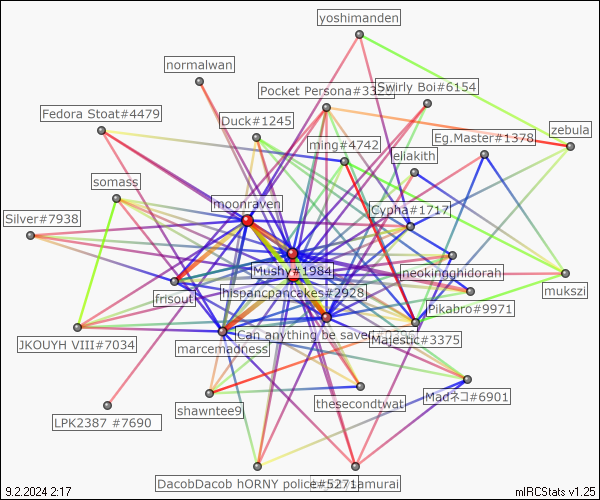 yoshimanden
normalwan
Pocket Persona#3326
Swirly Boi#6154
Fedora Stoat#4479
Duck#1245
ming#4742
Eg.Master#1378
zebula
eliakith
somass
moonraven
Cypha#1717
Silver#7938
Mushy#1984
neokingghidorah
hispancpancakes#2928
frisout
mukszi
Pikabro#9971
Can anything be saved
Majestic#3375
JKOUYH VIII#7034
marcemadness
Madネコ#6901
shawntee9
thesecondtwat
LPK2387 #7690
DacobDacob hORNY police#5271
amurai
9.2.2024 2:17
mIRCStats v1.25